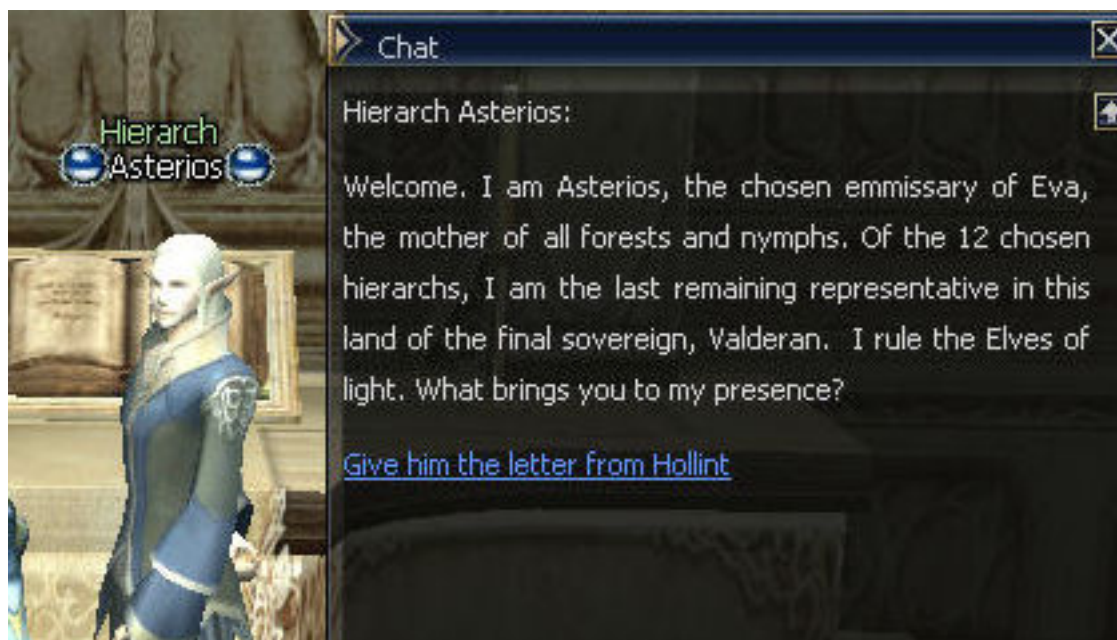 Chat
Hierarch
Asterios
Hierarch Asterios:
Welcome. I am Asterios, the chosen emmissary of Eva,
the mother of all forests and nymphs. Of the 12 chosen
hierarchs, I am the last remaining representative in this
land of the final sovereign, Valderan.  I rule the Elves of
light. What brings you to my presence?
Give him the letter from Hollint